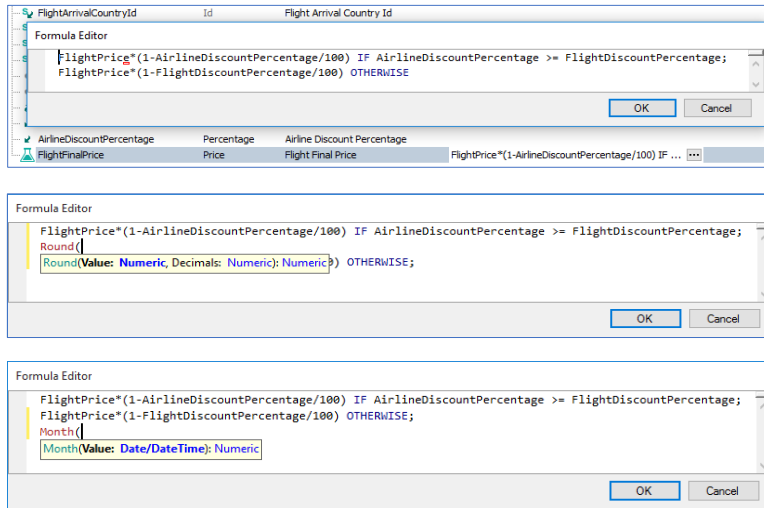 FlightArrivalCountryId Id Flight Arrival Country Id
Formula Editor
FlightPrice*(1-AirlineDiscountPercentage/100) IF AirlineDiscountPercentage >= FlightDiscountPercentage;
FlightPrice*(1-FlightDiscountPercentage/100) OTHERWISE
OK Cancel
AirlineDiscountPercentage Percentage Airline Discount Percentage
FlightFinalPrice Price Flight Final Price FlightPrice*(1-AirlineDiscountPercentage/100) IF ... ...
Formula Editor
FlightPrice*(1-AirlineDiscountPercentage/100) IF AirlineDiscountPercentage >= FlightDiscountPercentage;
Round(
Round(Value: Numeric, Decimals: Numeric): Numeric ) OTHERWISE;
OK Cancel
Formula Editor
FlightPrice*(1-AirlineDiscountPercentage/100) IF AirlineDiscountPercentage >= FlightDiscountPercentage;
FlightPrice*(1-FlightDiscountPercentage/100) OTHERWISE;
Month(
Month(Value: Date/DateTime): Numeric
OK Cancel